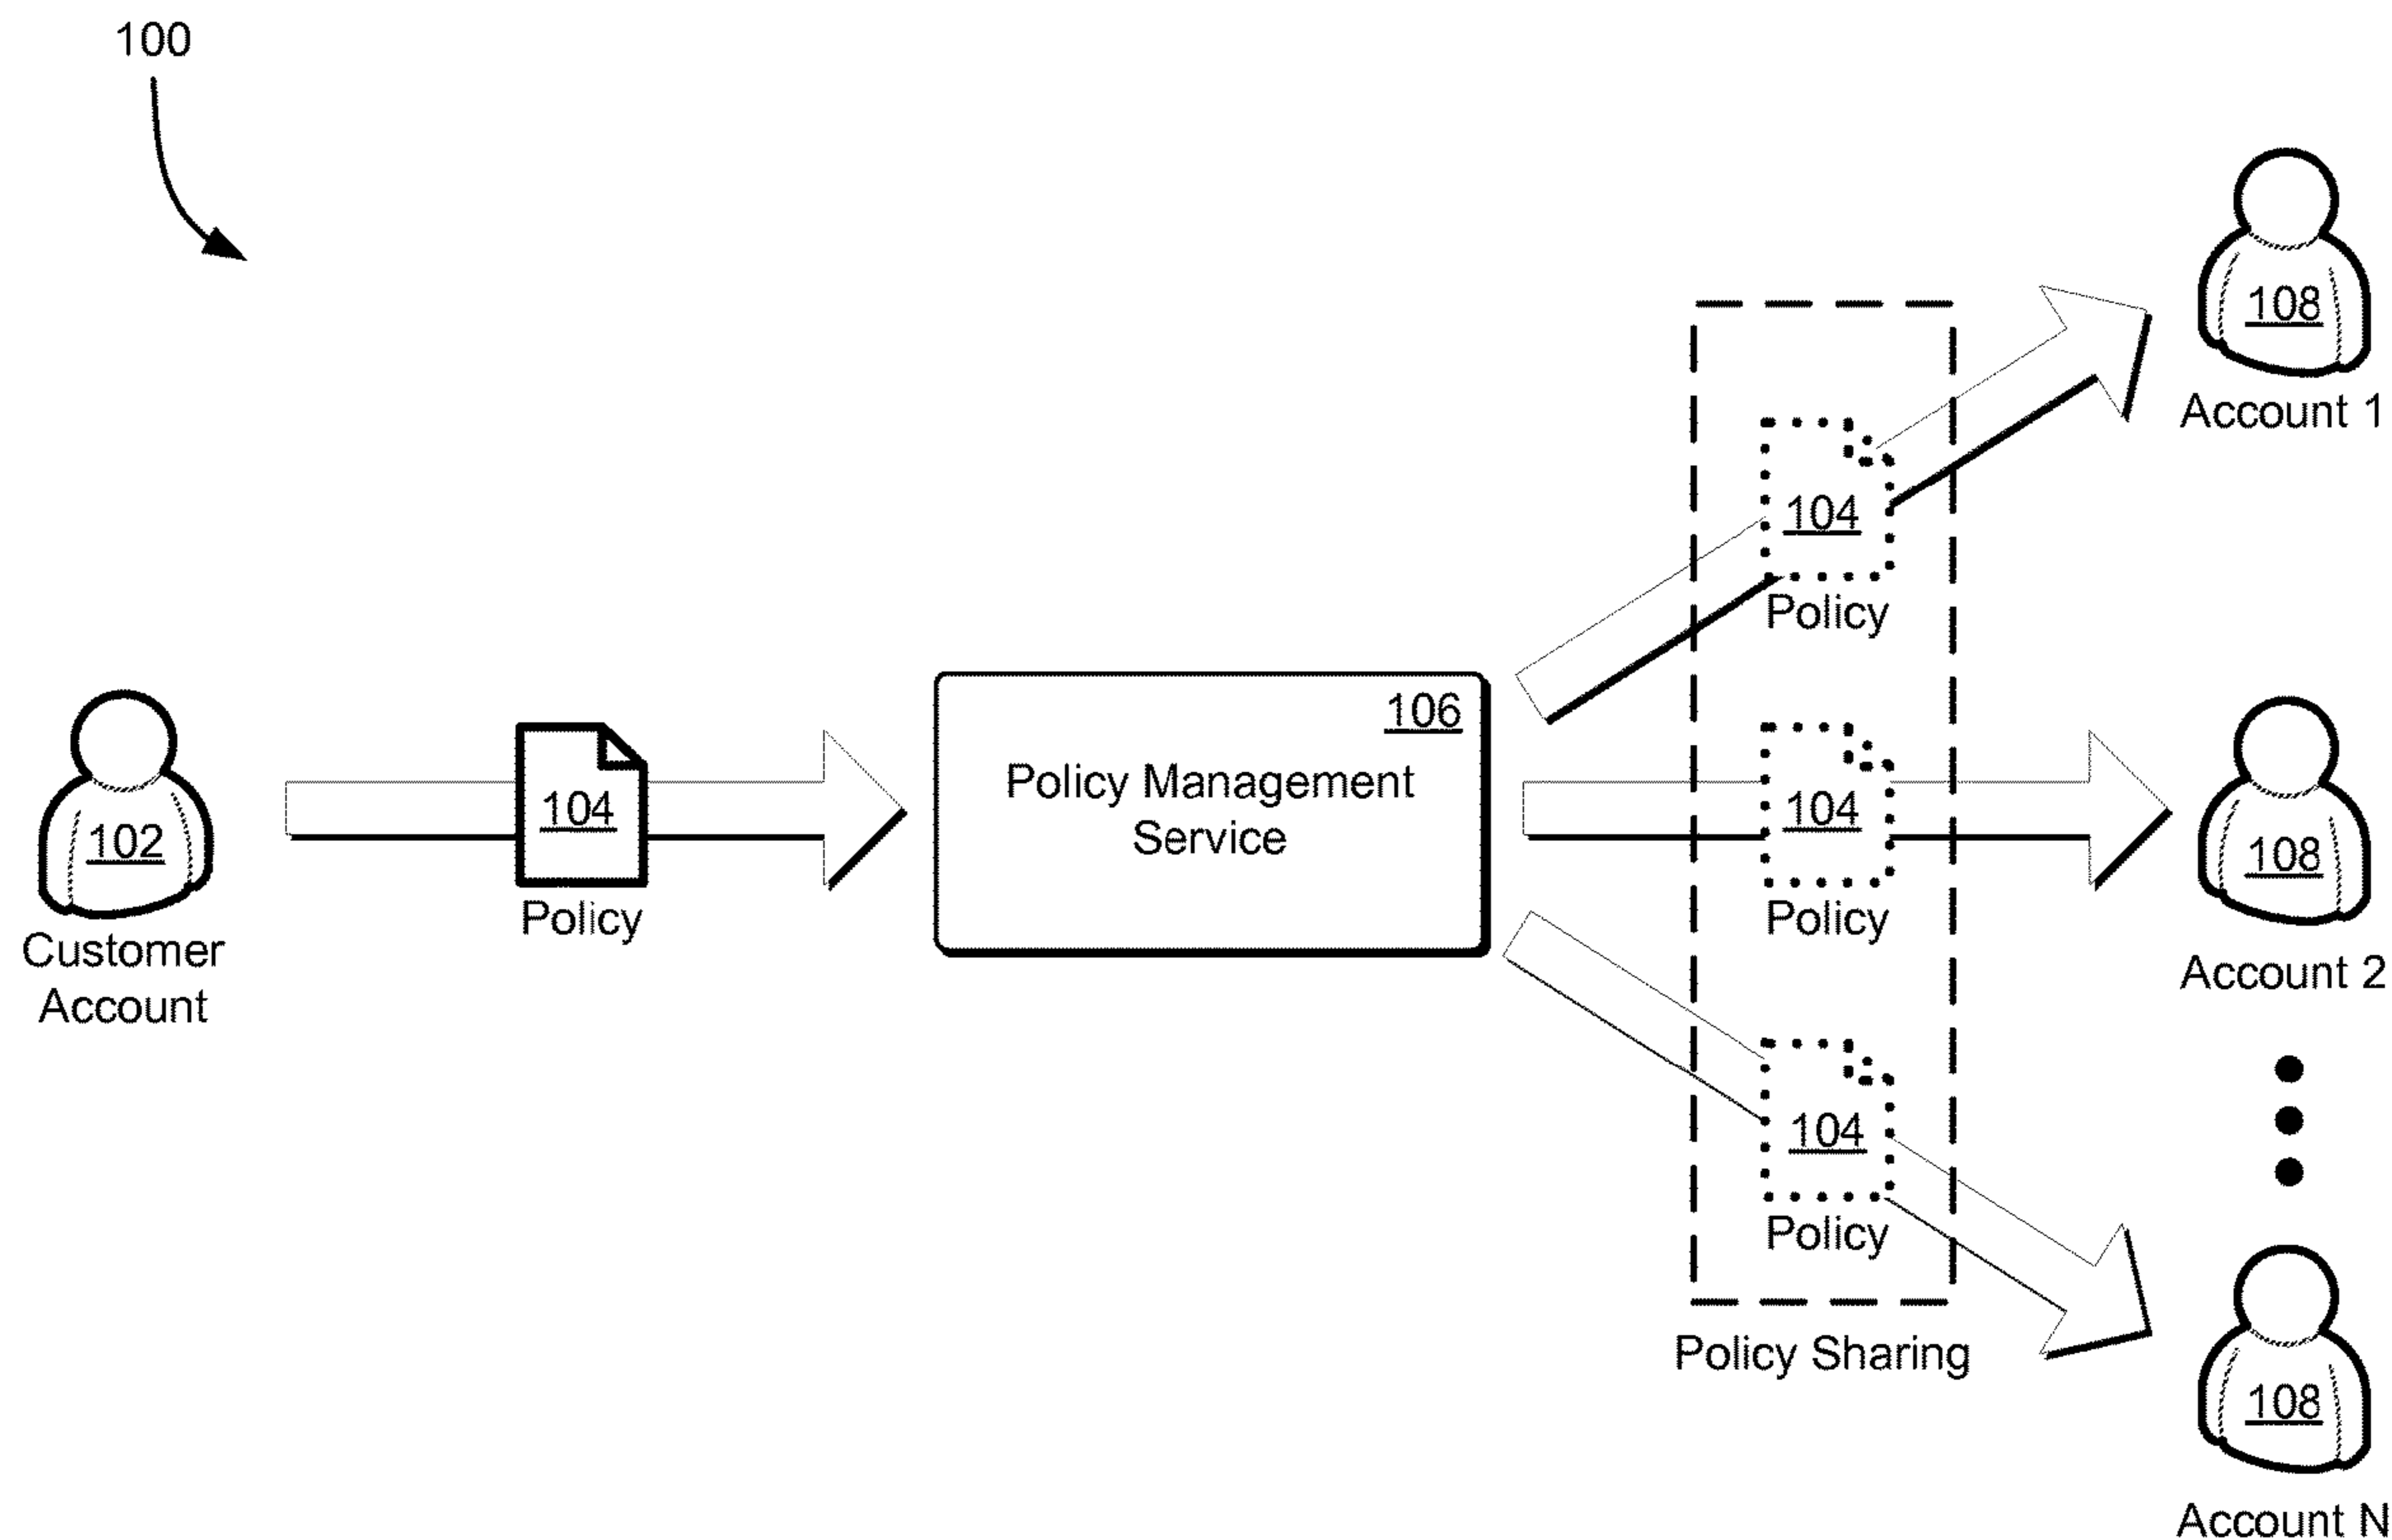 100
102
Customer
Account
104
Policy
106
Policy Management
Service
104
Policy
104
Policy
104
Policy
Policy Sharing
108
Account 1
108
Account 2
108
Account N